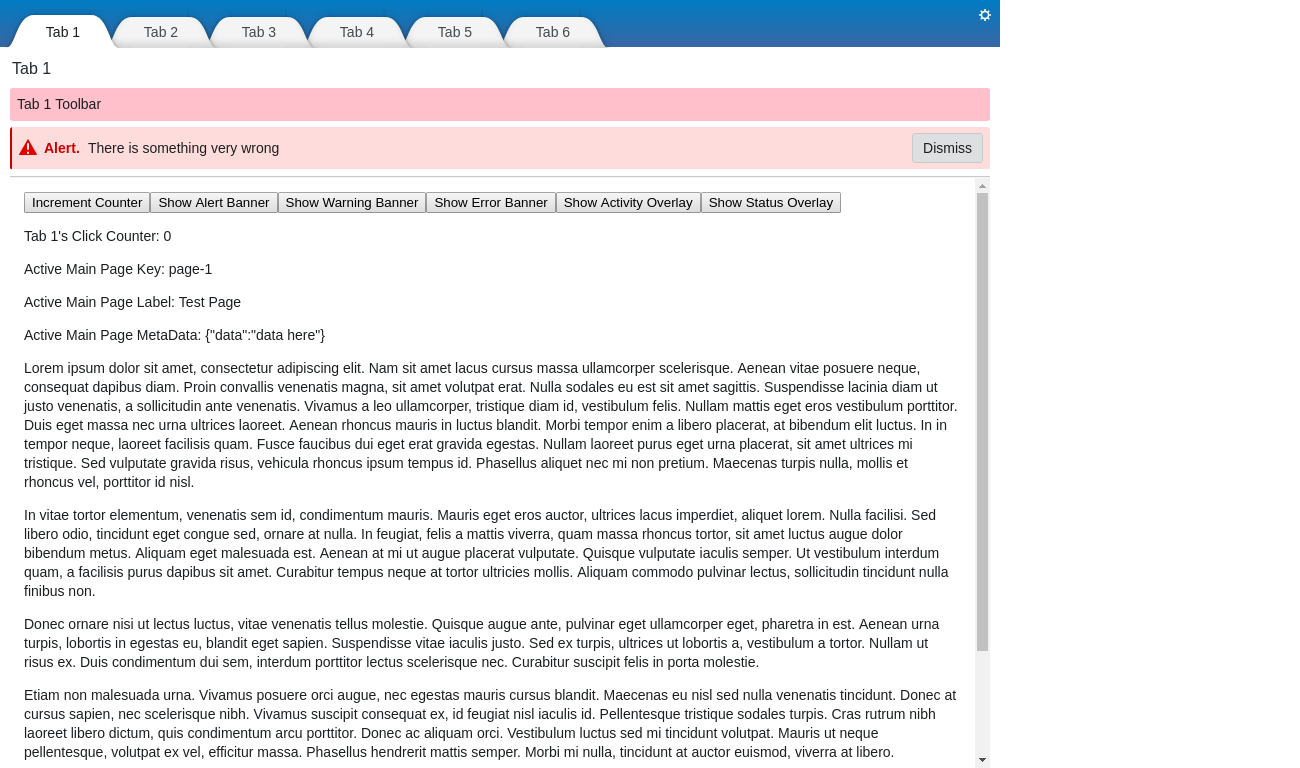 Tab 1 Tab 2 Tab 3 Tab 4 Tab 5 Tab 6
Tab 1
Tab 1 Toolbar
Alert. There is something very wrong Dismiss
Increment Counter Show Alert Banner Show Warning Banner Show Error Banner Show Activity Overlay Show Status Overlay
Tab 1's Click Counter: 0
Active Main Page Key: page-1
Active Main Page Label: Test Page
Active Main Page MetaData: {"data":"data here"}
Lorem ipsum dolor sit amet, consectetur adipiscing elit. Nam sit amet lacus cursus massa ullamcorper scelerisque. Aenean vitae posuere neque,
consequat dapibus diam. Proin convallis venenatis magna, sit amet volutpat erat. Nulla sodales eu est sit amet sagittis. Suspendisse lacinia diam ut
justo venenatis, a sollicitudin ante venenatis. Vivamus a leo ullamcorper, tristique diam id, vestibulum felis. Nullam mattis eget eros vestibulum porttitor.
Duis eget massa nec urna ultrices laoreet. Aenean rhoncus mauris in luctus blandit. Morbi tempor enim a libero placerat, at bibendum elit luctus. In in
tempor neque, laoreet facilisis quam. Fusce faucibus dui eget erat gravida egestas. Nullam laoreet purus eget urna placerat, sit amet ultrices mi
tristique. Sed vulputate gravida risus, vehicula rhoncus ipsum tempus id. Phasellus aliquet nec mi non pretium. Maecenas turpis nulla, mollis et
rhoncus vel, porttitor id nisl.
In vitae tortor elementum, venenatis sem id, condimentum mauris. Mauris eget eros auctor, ultrices lacus imperdiet, aliquet lorem. Nulla facilisi. Sed
libero odio, tincidunt eget congue sed, ornare at nulla. In feugiat, felis a mattis viverra, quam massa rhoncus tortor, sit amet luctus augue dolor
bibendum metus. Aliquam eget malesuada est. Aenean at mi ut augue placerat vulputate. Quisque vulputate iaculis semper. Ut vestibulum interdum
quam, a facilisis purus dapibus sit amet. Curabitur tempus neque at tortor ultricies mollis. Aliquam commodo pulvinar lectus, sollicitudin tincidunt nulla
finibus non.
Donec ornare nisi ut lectus luctus, vitae venenatis tellus molestie. Quisque augue ante, pulvinar eget ullamcorper eget, pharetra in est. Aenean urna
turpis, lobortis in egestas eu, blandit eget sapien. Suspendisse vitae iaculis justo. Sed ex turpis, ultrices ut lobortis a, vestibulum a tortor. Nullam ut
risus ex. Duis condimentum dui sem, interdum porttitor lectus scelerisque nec. Curabitur suscipit felis in porta molestie.
Etiam non malesuada urna. Vivamus posuere orci augue, nec egestas mauris cursus blandit. Maecenas eu nisl sed nulla venenatis tincidunt. Donec at
cursus sapien, nec scelerisque nibh. Vivamus suscipit consequat ex, id feugiat nisl iaculis id. Pellentesque tristique sodales turpis. Cras rutrum nibh
laoreet libero dictum, quis condimentum arcu porttitor. Donec ac aliquam orci. Vestibulum luctus sed mi tincidunt volutpat. Mauris ut neque
pellentesque, volutpat ex vel, efficitur massa. Phasellus hendrerit mattis semper. Morbi mi nulla, tincidunt at auctor euismod, viverra at libero.